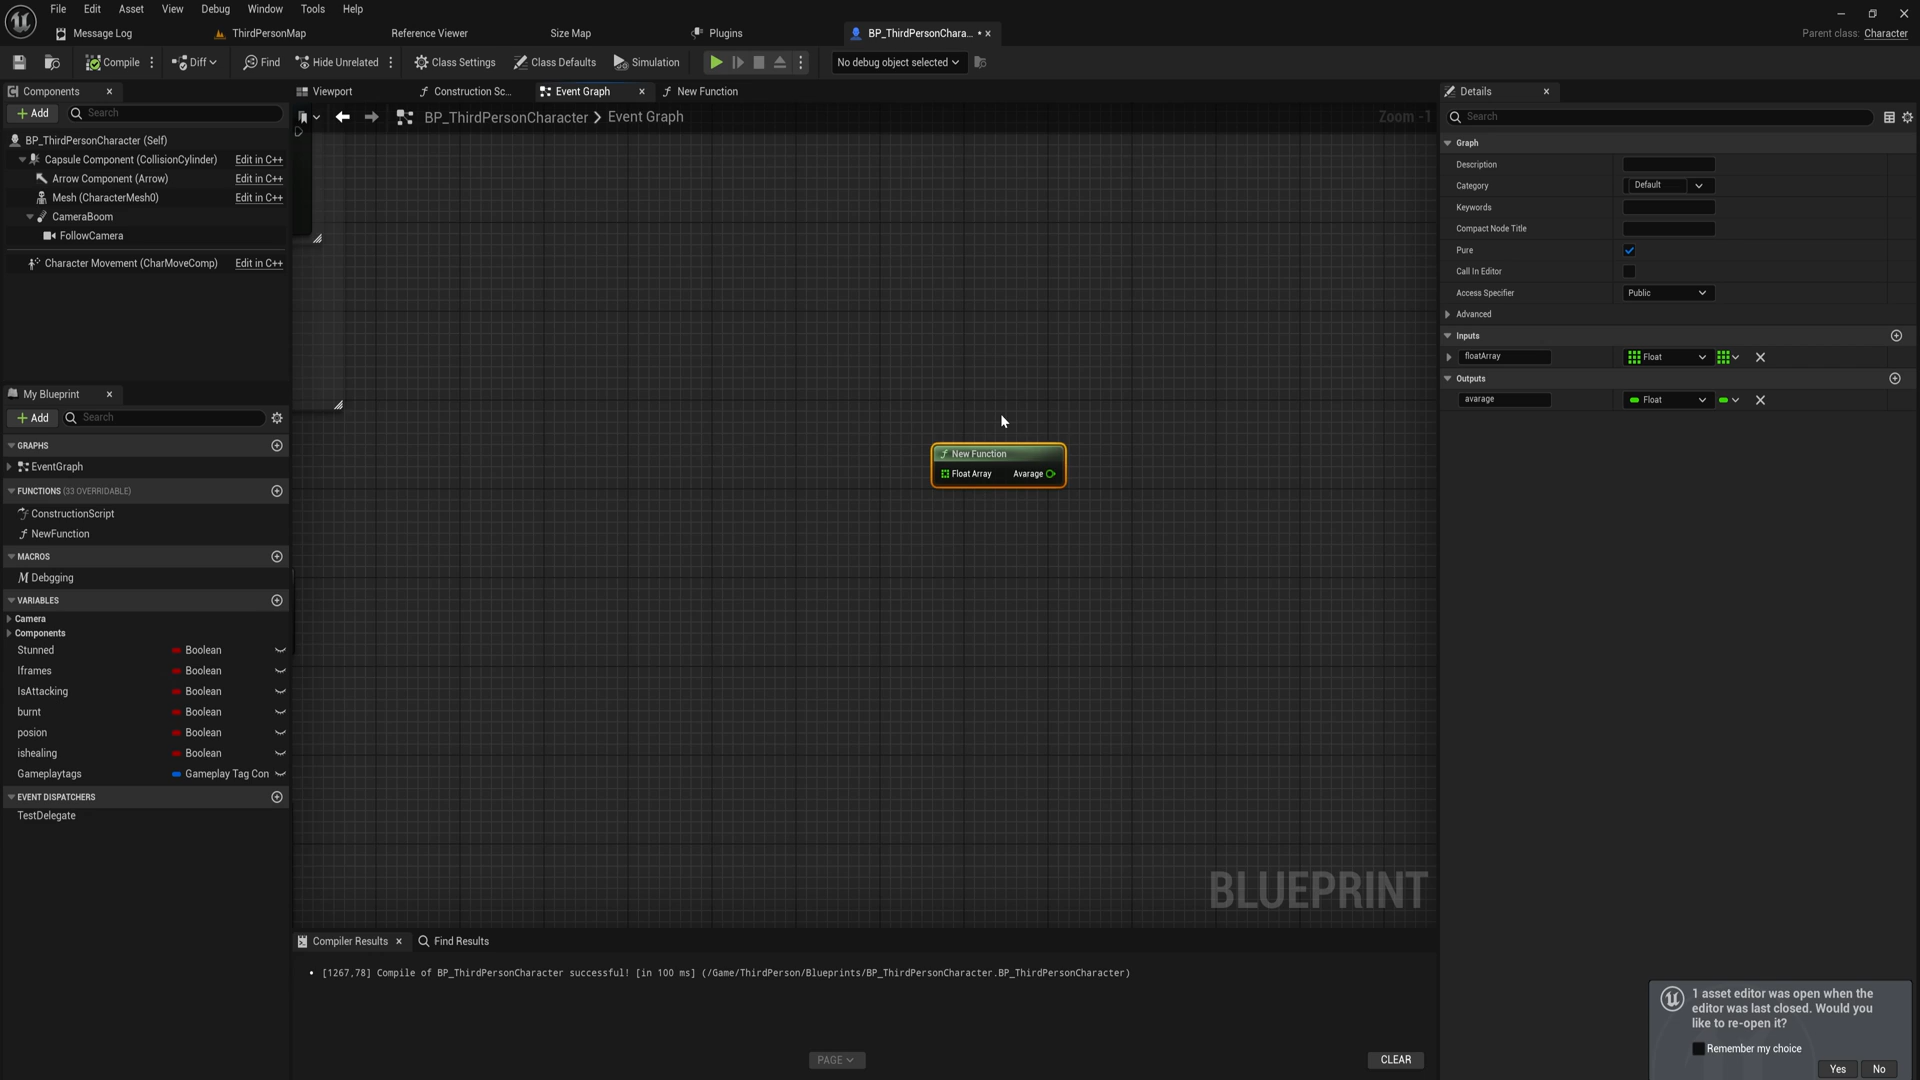 File Edit Asset View Debug Window Tools Help
Message Log ThirdPersonMap Reference Viewer Size Map Plugins BP_ThirdPersonChara... •
Parent class: Character
Compile Diff Find Hide Unrelated Class Settings Class Defaults Simulation No debug object selected
Components
Add Search
BP_ThirdPersonCharacter (Self)
Capsule Component (CollisionCylinder) Edit in C++
Arrow Component (Arrow) Edit in C++
Mesh (CharacterMesh0) Edit in C++
CameraBoom
FollowCamera
Character Movement (CharMoveComp) Edit in C++
My Blueprint
Add Search
GRAPHS
EventGraph
FUNCTIONS (33 OVERRIDABLE)
ConstructionScript
NewFunction
MACROS
Debgging
VARIABLES
Camera
Components
Stunned Boolean
Iframes Boolean
IsAttacking Boolean
burnt Boolean
posion Boolean
ishealing Boolean
Gameplaytags Gameplay Tag Con
EVENT DISPATCHERS
TestDelegate
Viewport Construction Sc... Event Graph New Function
BP_ThirdPersonCharacter > Event Graph Zoom -1
New Function
Float Array Avarage
BLUEPRINT
Compiler Results Find Results
• [1267,78] Compile of BP_ThirdPersonCharacter successful! [in 100 ms] (/Game/ThirdPerson/Blueprints/BP_ThirdPersonCharacter.BP_ThirdPersonCharacter)
PAGE CLEAR
Details
Search
Graph
Description
Category Default
Keywords
Compact Node Title
Pure
Call In Editor
Access Specifier Public
Advanced
Inputs
floatArray Float
Outputs
avarage Float
1 asset editor was open when the
editor was last closed. Would you
like to re-open it?
Remember my choice
Yes No